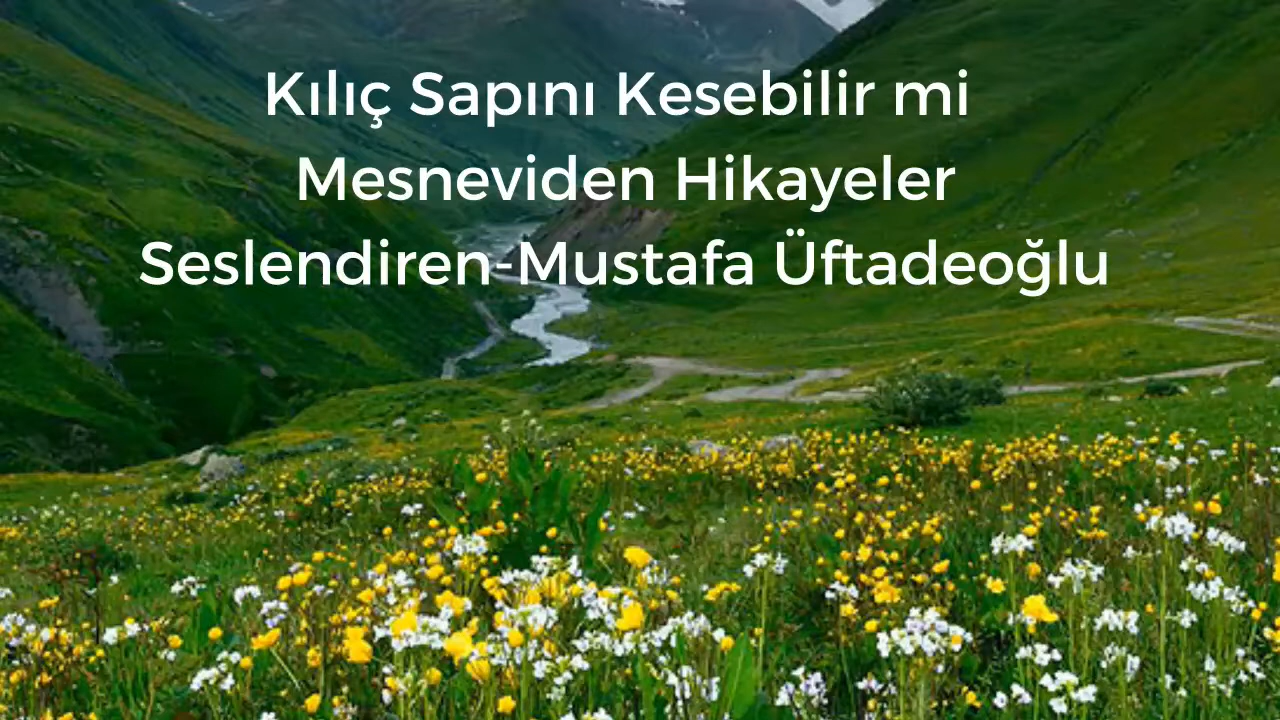 Kılıç Sapını Kesebilir mi
Mesneviden Hikayeler
Seslendiren-Mustafa Üftadeoğlu